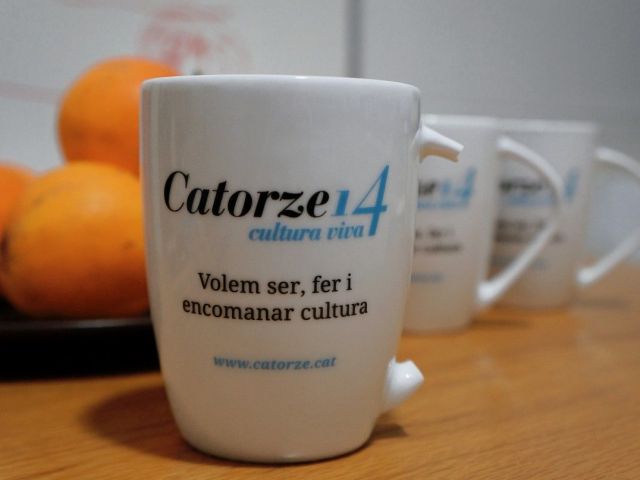 Catorze14
cultura viva
Volem ser, fer i
encomanar cultura
www.catorze.cat